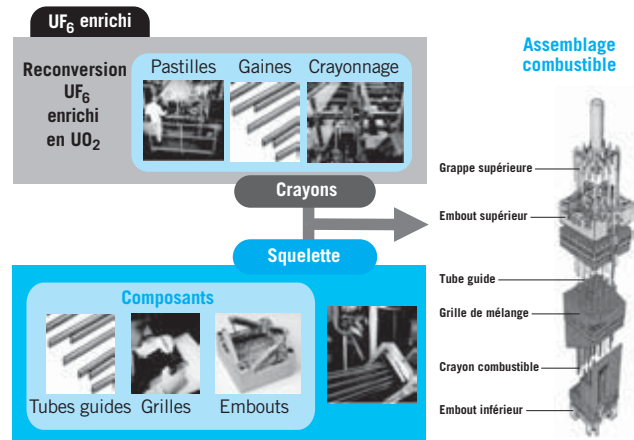 UF₆ enrichi
Reconversion
UF₆
enrichi
en UO₂
Pastilles Gaines Crayonnage
Crayons
Squelette
Composants
Tubes guides Grilles Embouts
Assemblage
combustible
Grappe supérieure
Embout supérieur
Tube guide
Grille de mélange
Crayon combustible
Embout inférieur